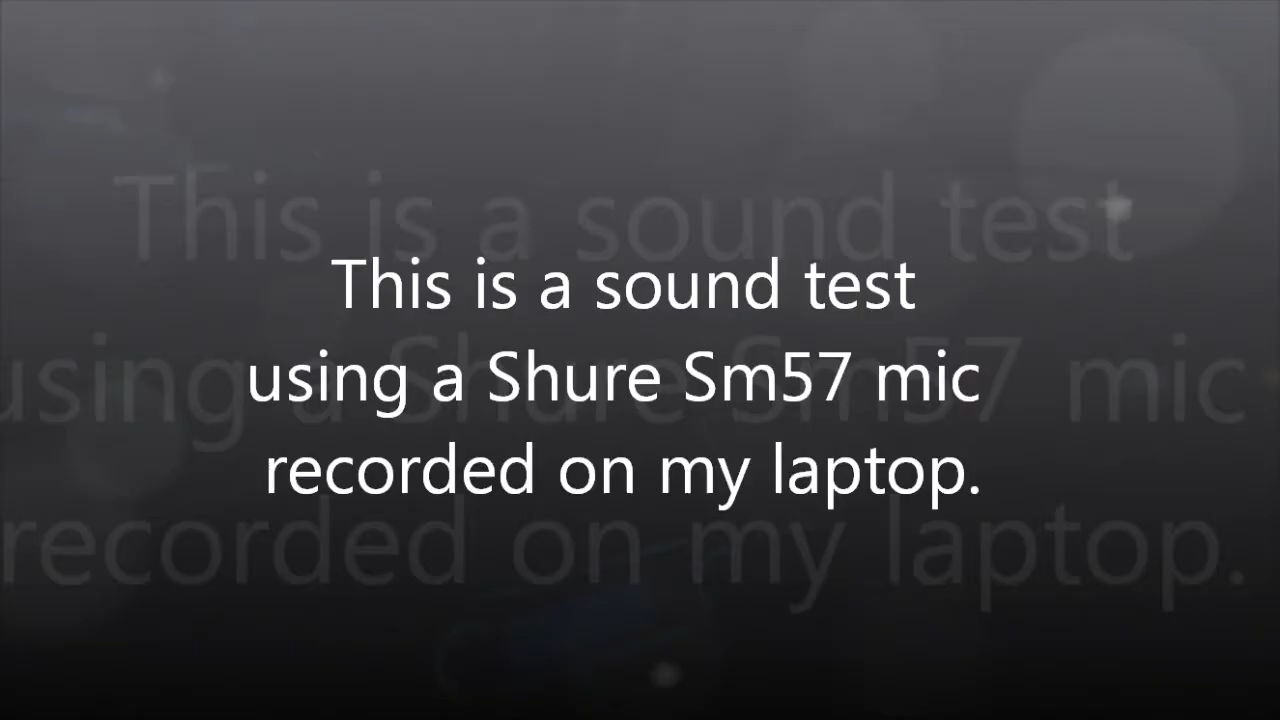 This is a sound test
using a Shure Sm57 mic
recorded on my laptop.